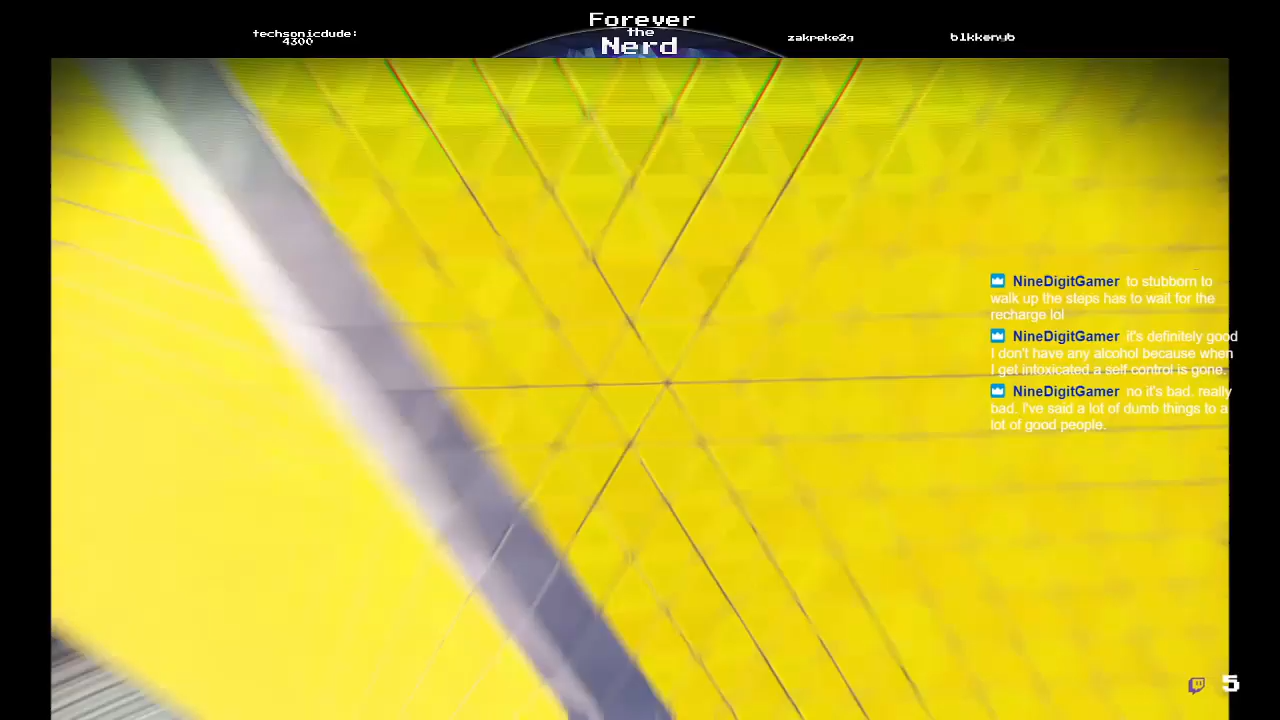 Forever
the
Nerd
techsonicdude:
4300
zakpeke2g
blkkenyb
NineDigitGamer to stubborn to
walk up the steps has to wait for the
recharge lol
NineDigitGamer it's definitely good
I don't have any alcohol because when
I get intoxicated a self control is gone.
NineDigitGamer no it's bad. really
bad. I've said a lot of dumb things to a
lot of good people.
5